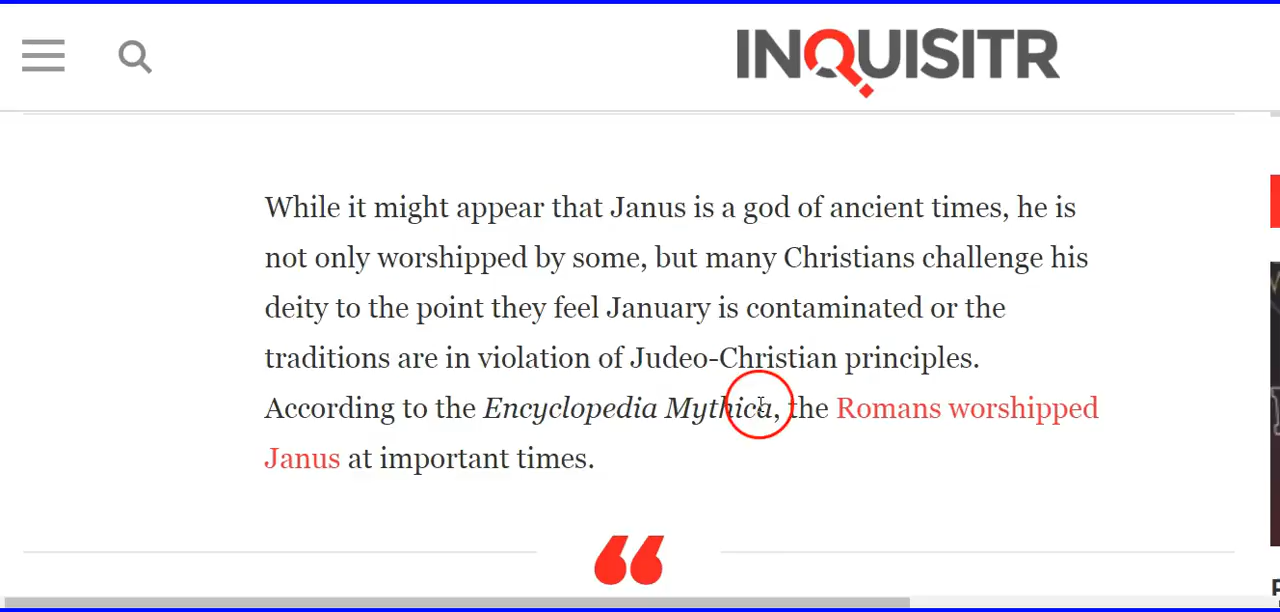 INQUISITR
While it might appear that Janus is a god of ancient times, he is
not only worshipped by some, but many Christians challenge his
deity to the point they feel January is contaminated or the
traditions are in violation of Judeo-Christian principles.
According to the Encyclopedia Mythica, the Romans worshipped
Janus at important times.
“